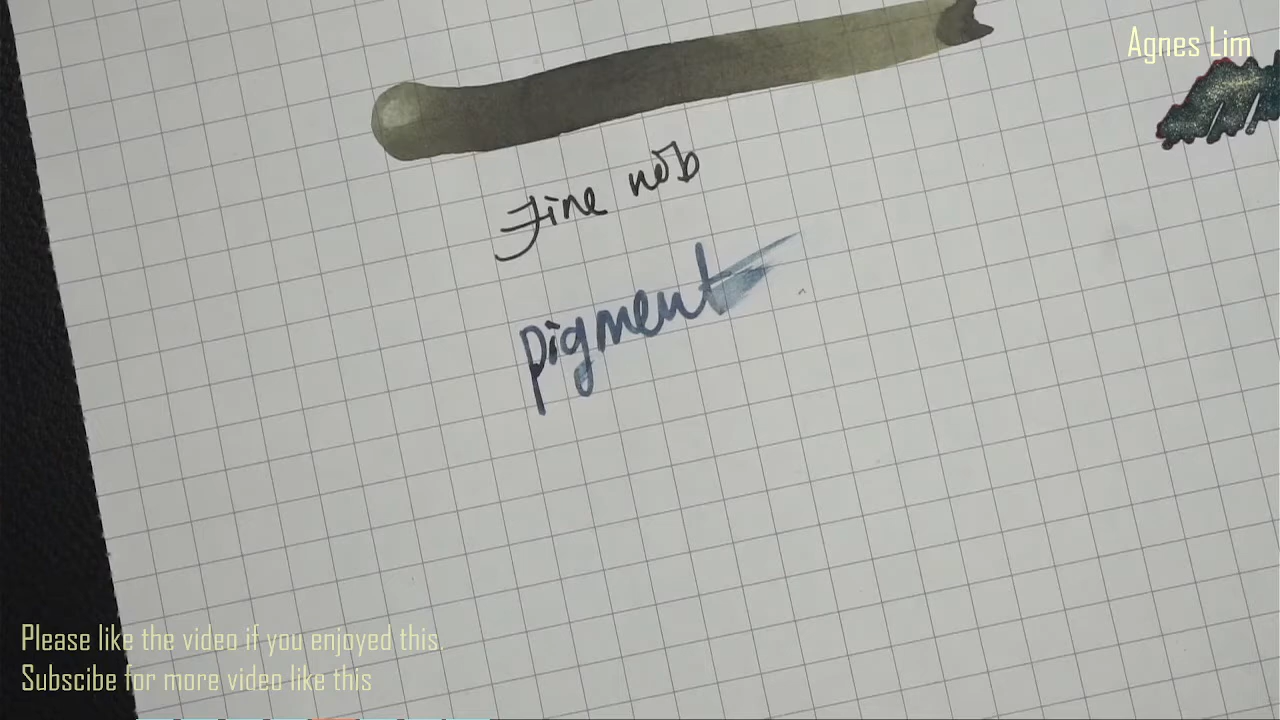 Agnes Lim
Fine nib
pigment
Please like the video if you enjoyed this.
Subscibe for more video like this